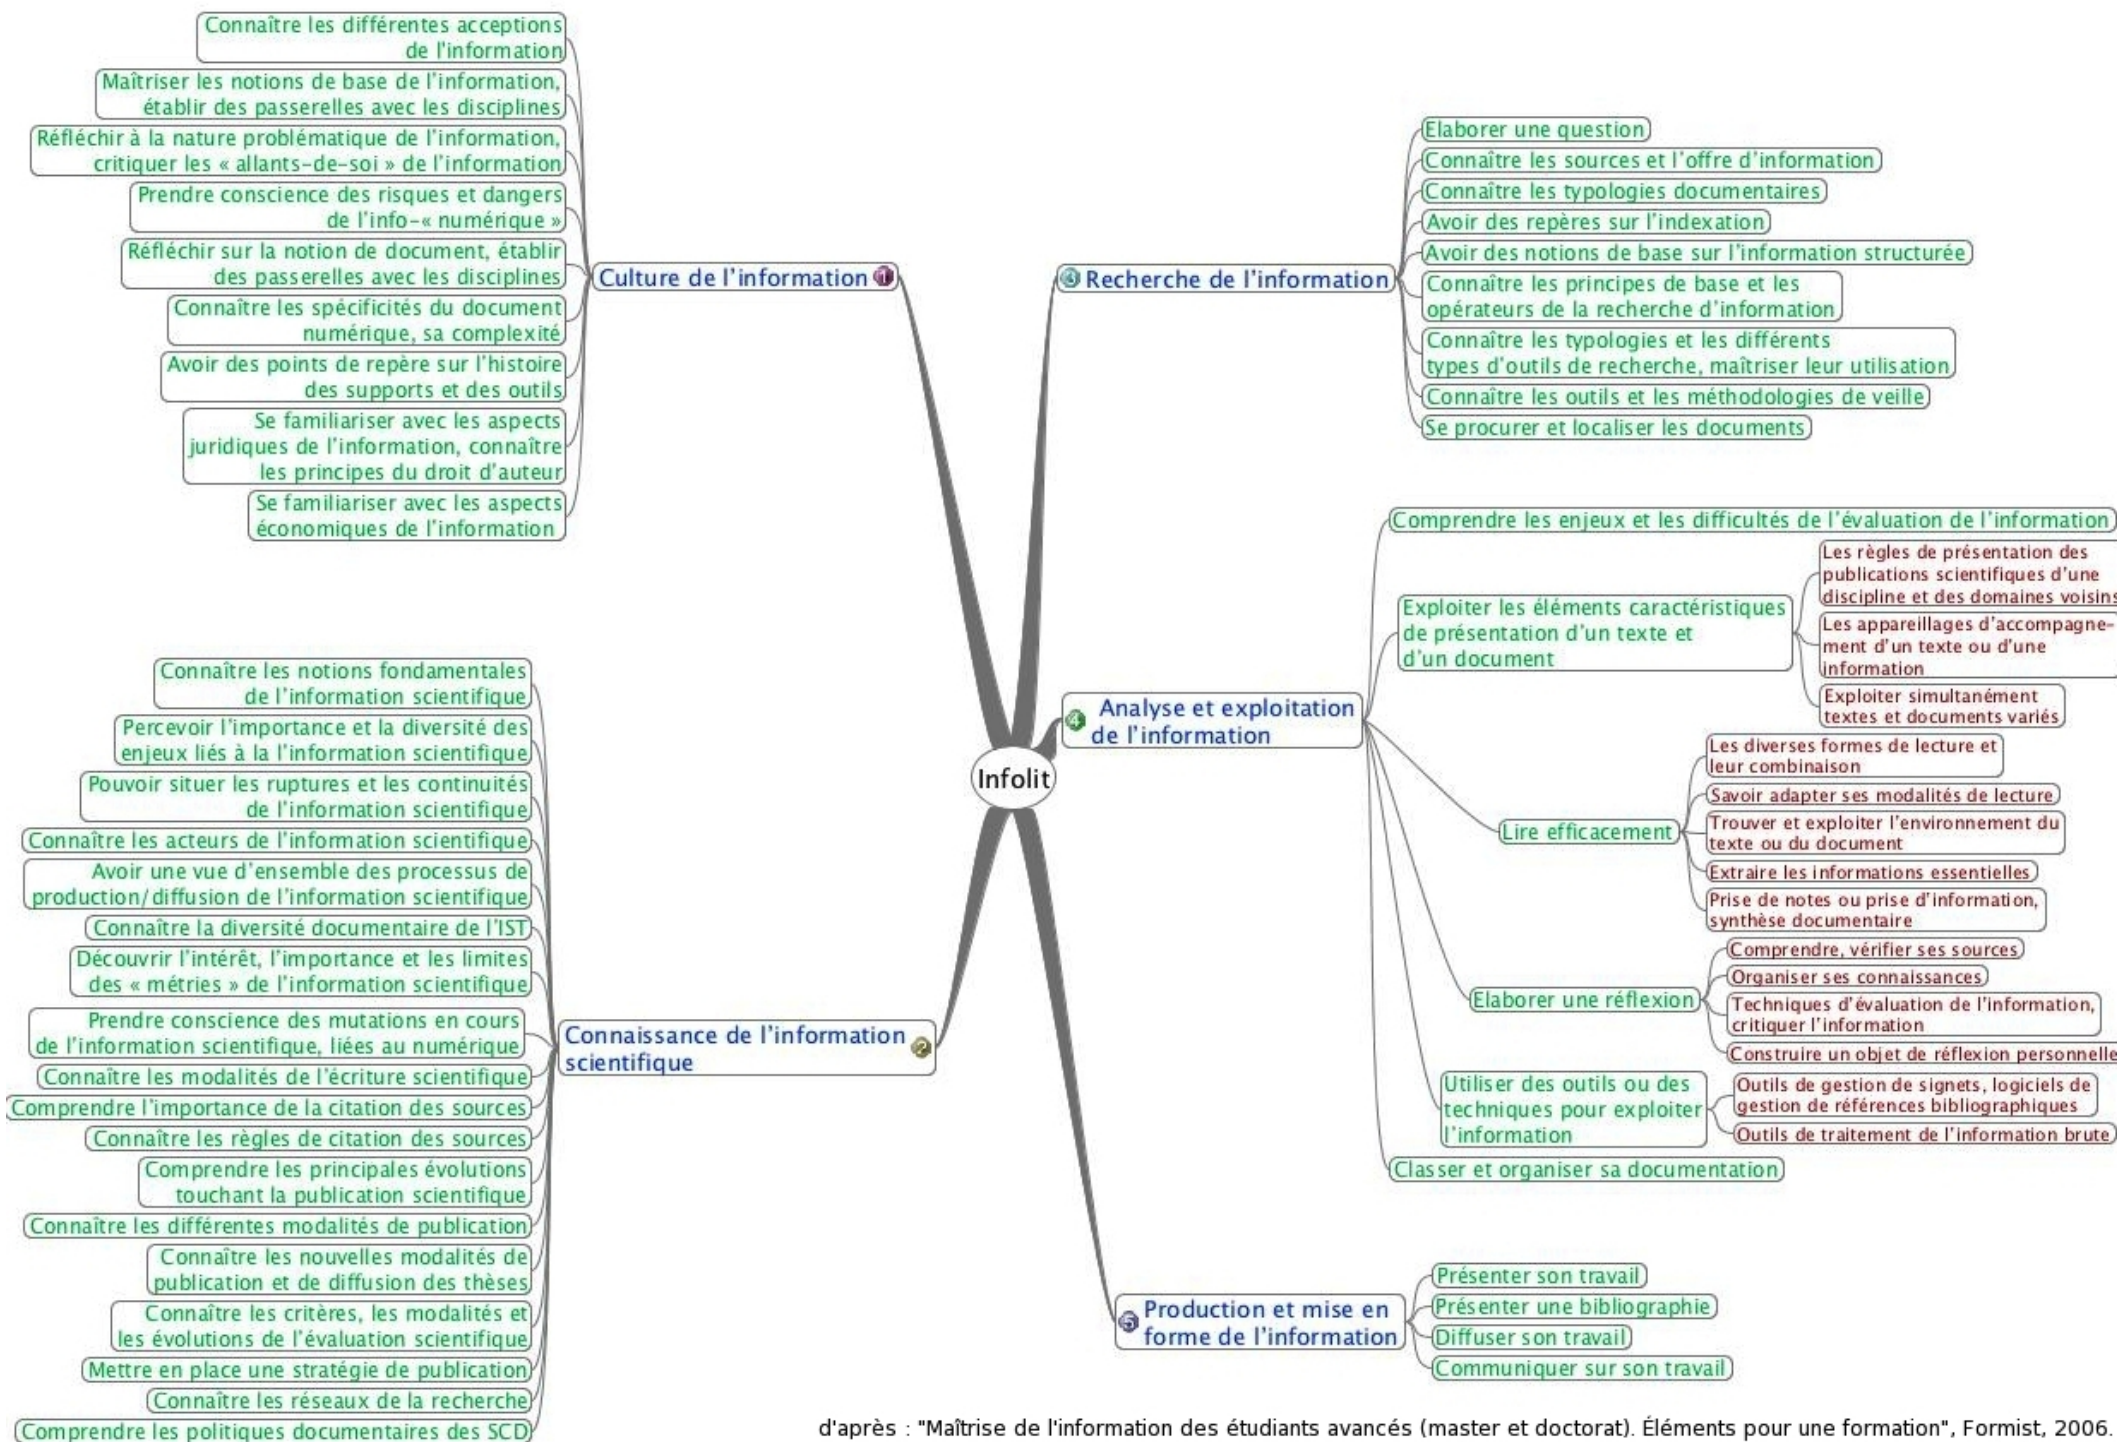 Connaître les différentes acceptions
de l'information
Maîtriser les notions de base de l'information,
établir des passerelles avec les disciplines
Réfléchir à la nature problématique de l'information,
critiquer les « allants-de-soi » de l'information
Prendre conscience des risques et dangers
de l'info-« numérique »
Réfléchir sur la notion de document, établir
des passerelles avec les disciplines
Connaître les spécificités du document
numérique, sa complexité
Avoir des points de repère sur l'histoire
des supports et des outils
Se familiariser avec les aspects
juridiques de l'information, connaître
les principes du droit d'auteur
Se familiariser avec les aspects
économiques de l'information
Culture de l'information 1
Connaître les notions fondamentales
de l'information scientifique
Percevoir l'importance et la diversité des
enjeux liés à la l'information scientifique
Pouvoir situer les ruptures et les continuités
de l'information scientifique
Connaître les acteurs de l'information scientifique
Avoir une vue d'ensemble des processus de
production/diffusion de l'information scientifique
Connaître la diversité documentaire de l'IST
Découvrir l'intérêt, l'importance et les limites
des « métries » de l'information scientifique
Prendre conscience des mutations en cours
de l'information scientifique, liées au numérique
Connaître les modalités de l'écriture scientifique
Comprendre l'importance de la citation des sources
Connaître les règles de citation des sources
Comprendre les principales évolutions
touchant la publication scientifique
Connaître les différentes modalités de publication
Connaître les nouvelles modalités de
publication et de diffusion des thèses
Connaître les critères, les modalités et
les évolutions de l'évaluation scientifique
Mettre en place une stratégie de publication
Connaître les réseaux de la recherche
Comprendre les politiques documentaires des SCD
Connaissance de l'information
scientifique 2
Infolit
3 Recherche de l'information
Elaborer une question
Connaître les sources et l'offre d'information
Connaître les typologies documentaires
Avoir des repères sur l'indexation
Avoir des notions de base sur l'information structurée
Connaître les principes de base et les
opérateurs de la recherche d'information
Connaître les typologies et les différents
types d'outils de recherche, maîtriser leur utilisation
Connaître les outils et les méthodologies de veille
Se procurer et localiser les documents
4 Analyse et exploitation
de l'information
Comprendre les enjeux et les difficultés de l'évaluation de l'information
Exploiter les éléments caractéristiques
de présentation d'un texte et
d'un document
Les règles de présentation des
publications scientifiques d'une
discipline et des domaines voisins
Les appareillages d'accompagne-
ment d'un texte ou d'une
information
Exploiter simultanément
textes et documents variés
Lire efficacement
Les diverses formes de lecture et
leur combinaison
Savoir adapter ses modalités de lecture
Trouver et exploiter l'environnement du
texte ou du document
Extraire les informations essentielles
Prise de notes ou prise d'information,
synthèse documentaire
Elaborer une réflexion
Comprendre, vérifier ses sources
Organiser ses connaissances
Techniques d'évaluation de l'information,
critiquer l'information
Construire un objet de réflexion personnelle
Utiliser des outils ou des
techniques pour exploiter
l'information
Outils de gestion de signets, logiciels de
gestion de références bibliographiques
Outils de traitement de l'information brute
Classer et organiser sa documentation
5 Production et mise en
forme de l'information
Présenter son travail
Présenter une bibliographie
Diffuser son travail
Communiquer sur son travail
d'après : "Maîtrise de l'information des étudiants avancés (master et doctorat). Éléments pour une formation", Formist, 2006.